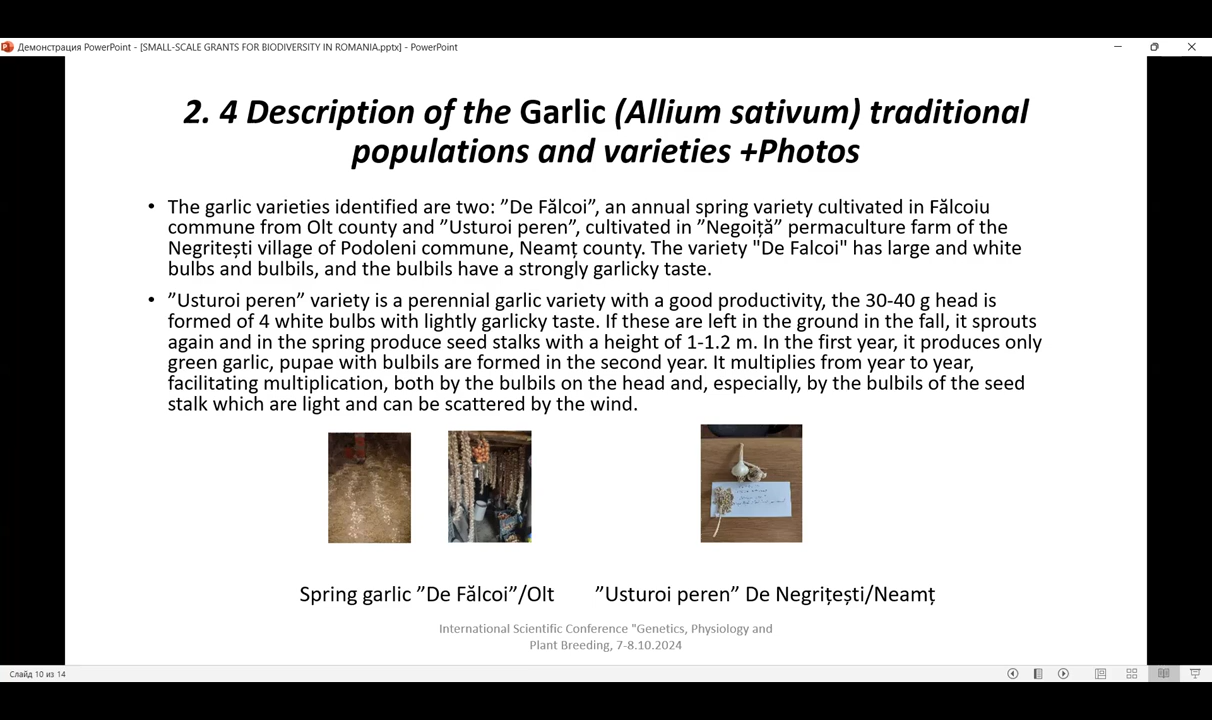 Демонстрация PowerPoint - [SMALL-SCALE GRANTS FOR BIODIVERSITY IN ROMANIA.pptx] - PowerPoint
2. 4 Description of the Garlic (Allium sativum) traditional
populations and varieties +Photos
• The garlic varieties identified are two: ”De Fălcoi”, an annual spring variety cultivated in Fălcoiu
commune from Olt county and ”Usturoi peren”, cultivated in ”Negoiță” permaculture farm of the
Negritești village of Podoleni commune, Neamț county. The variety "De Falcoi" has large and white
bulbs and bulbils, and the bulbils have a strongly garlicky taste.
• ”Usturoi peren” variety is a perennial garlic variety with a good productivity, the 30-40 g head is
formed of 4 white bulbs with lightly garlicky taste. If these are left in the ground in the fall, it sprouts
again and in the spring produce seed stalks with a height of 1-1.2 m. In the first year, it produces only
green garlic, pupae with bulbils are formed in the second year. It multiplies from year to year,
facilitating multiplication, both by the bulbils on the head and, especially, by the bulbils of the seed
stalk which are light and can be scattered by the wind.
Spring garlic ”De Fălcoi”/Olt ”Usturoi peren” De Negrițești/Neamț
International Scientific Conference "Genetics, Physiology and
Plant Breeding, 7-8.10.2024
Слайд 10 из 14